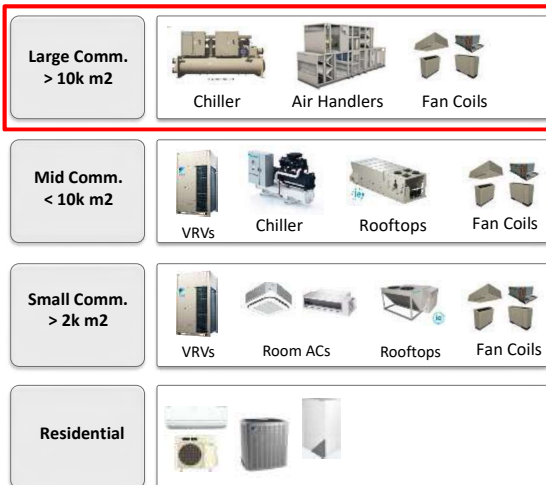 Large Comm.
> 10k m2
Chiller
Air Handlers
Fan Coils
Mid Comm.
< 10k m2
VRVs
Chiller
Rooftops
Fan Coils
Small Comm.
> 2k m2
VRVs
Room ACs
Rooftops
Fan Coils
Residential